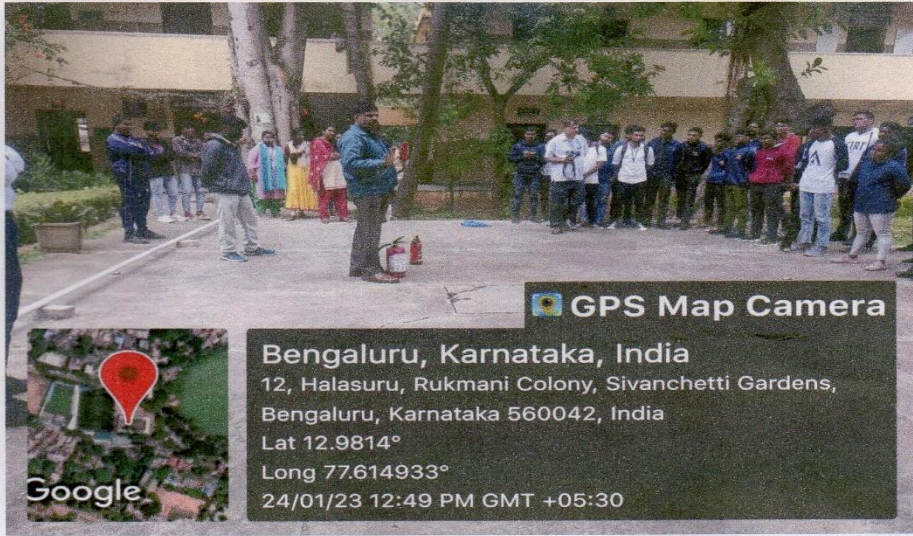 GPS Map Camera
Bengaluru, Karnataka, India
12, Halasuru, Rukmani Colony, Sivanchetti Gardens,
Bengaluru, Karnataka 560042, India
Lat 12.9814°
Long 77.614933°
24/01/23 12:49 PM GMT +05:30
Google